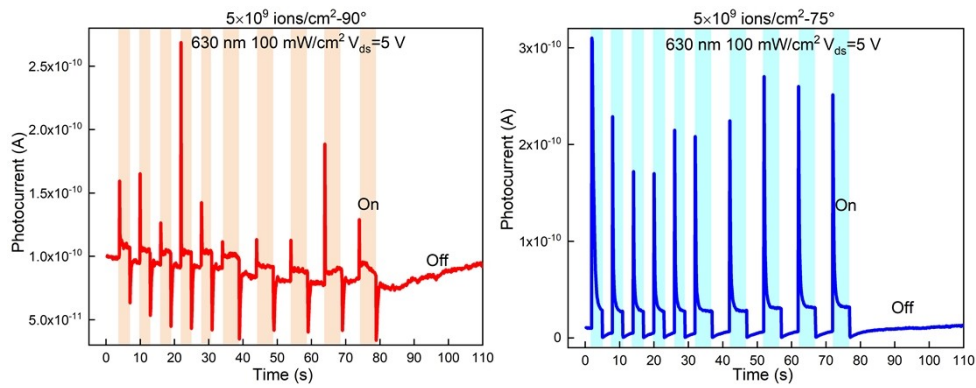 5×10⁹ ions/cm²-90°
630 nm 100 mW/cm² Vds=5 V
2.5x10⁻¹⁰
2.0x10⁻¹⁰
1.5x10⁻¹⁰
1.0x10⁻¹⁰
5.0x10⁻¹¹
Photocurrent (A)
On
Off
0 10 20 30 40 50 60 70 80 90 100 110
Time (s)
5×10⁹ ions/cm²-75°
630 nm 100 mW/cm² Vds=5 V
3x10⁻¹⁰
2x10⁻¹⁰
1x10⁻¹⁰
0
Photocurrent (A)
On
Off
0 10 20 30 40 50 60 70 80 90 100 110
Time (s)